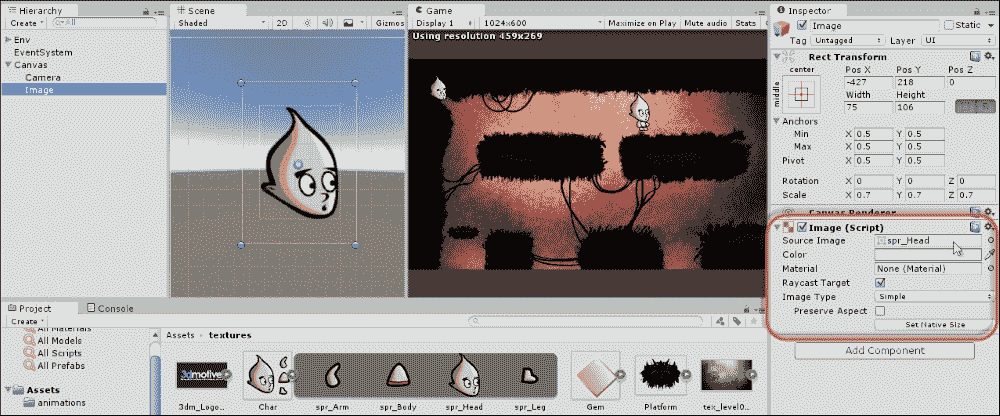 Hierarchy
Create
All
Env
EventSystem
Canvas
Camera
Image
Scene
Shaded
2D
Gizmos
Game
Display 1
1024x600
Maximize on Play
Mute audio
Stats
Using resolution 459x269
Inspector
Image
Static
Tag Untagged
Layer UI
Rect Transform
center
middle
Pos X
Pos Y
Pos Z
-427
218
0
Width
Height
75
106
Anchors
Min X 0.5 Y 0.5
Max X 0.5 Y 0.5
Pivot X 0.5 Y 0.5
Rotation X 0 Y 0 Z 0
Scale X 0.7 Y 0.7 Z 0.7
Canvas Renderer
Image (Script)
Source Image spr_Head
Color
Material None (Material)
Raycast Target
Image Type Simple
Preserve Aspect
Set Native Size
Add Component
Project
Console
Create
All Materials
All Models
All Scripts
All Prefabs
Assets
animations
Assets textures
3dmotive
3dm_Logo...
Char
spr_Arm
spr_Body
spr_Head
spr_Leg
Gem
Platform
tex_level0...